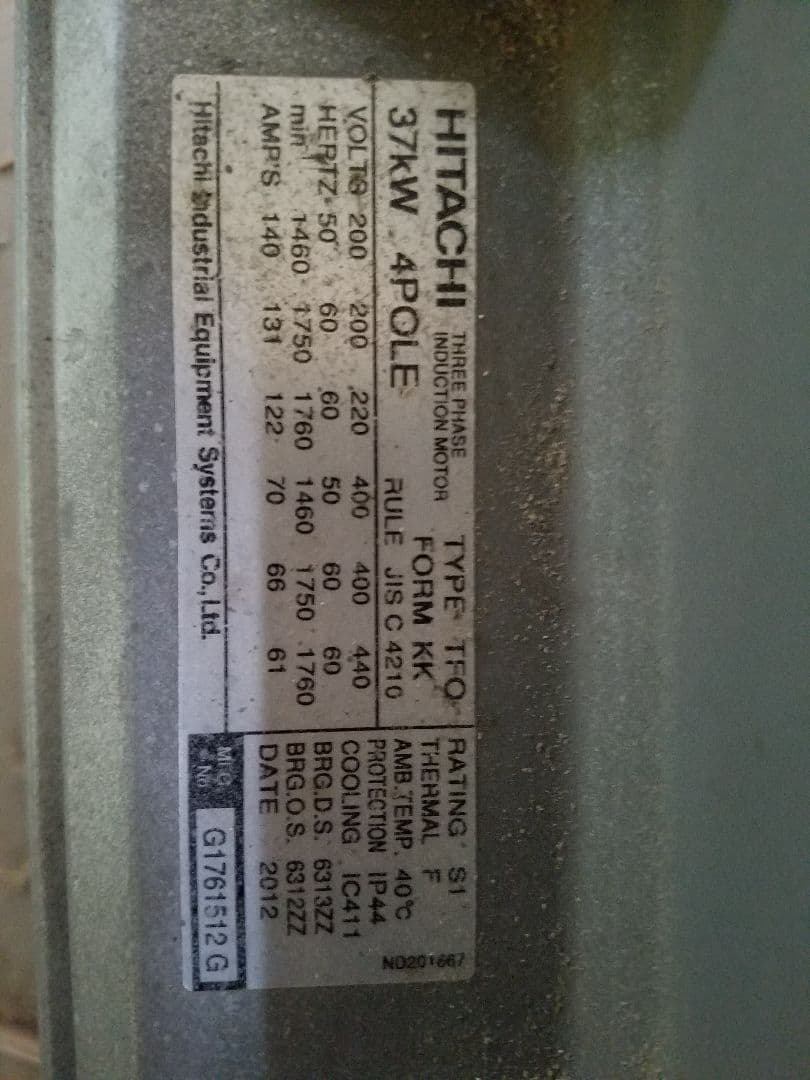 HITACHI THREE PHASE INDUCTION MOTOR TYPE TFO
FORM KK
37kW 4POLE RULE JIS C 4210
VOLTS 200 200 220 400 400 440
HERTZ 50 60 60 50 60 60
min⁻¹ 1460 1750 1760 1460 1750 1760
AMP'S 140 131 122 70 66 61
Hitachi Industrial Equipment Systems Co., Ltd.
RATING S1
THERMAL F
AMB.TEMP. 40℃
PROTECTION IP44
COOLING IC411
BRG.D.S. 6313ZZ
BRG.O.S. 6312ZZ
DATE 2012
MFG No. G1761512 G
ND201667